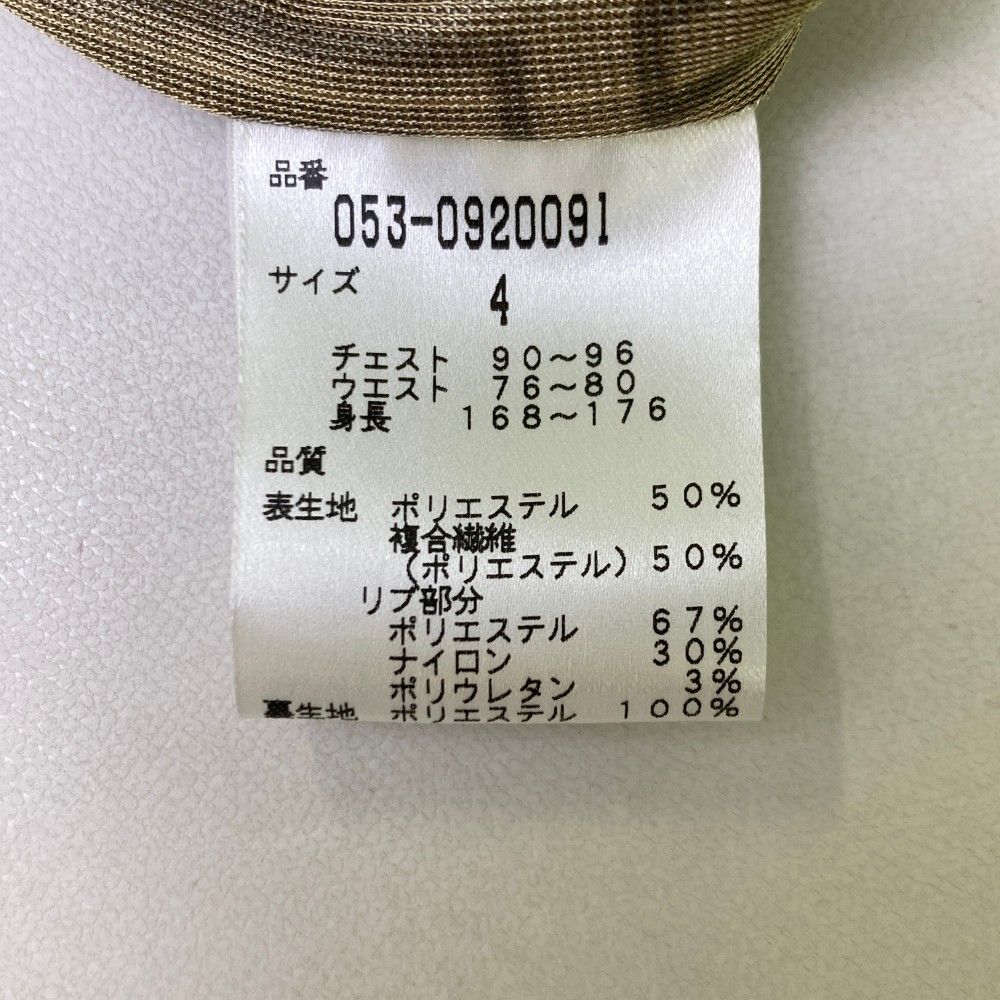 品番
053-0920091
サイズ 4
チェスト 90～96
ウエスト 76～80
身長 168～176
品質
表生地 ポリエステル 50%
複合繊維
(ポリエステル) 50%
リブ部分
ポリエステル 67%
ナイロン 30%
ポリウレタン 3%
裏生地 ポリエステル 100%